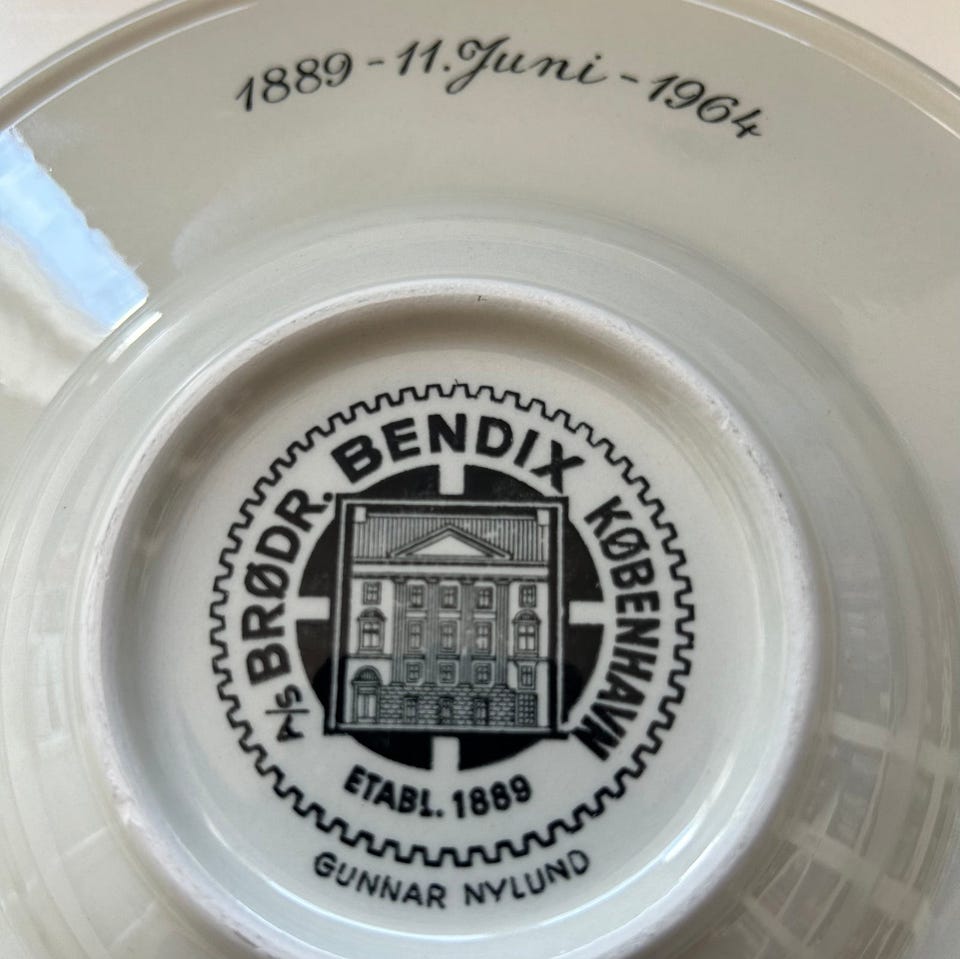 1889 - 11. Juni - 1964
A/S BRØDR. BENDIX KØBENHAVN
ETABL. 1889
GUNNAR NYLUND